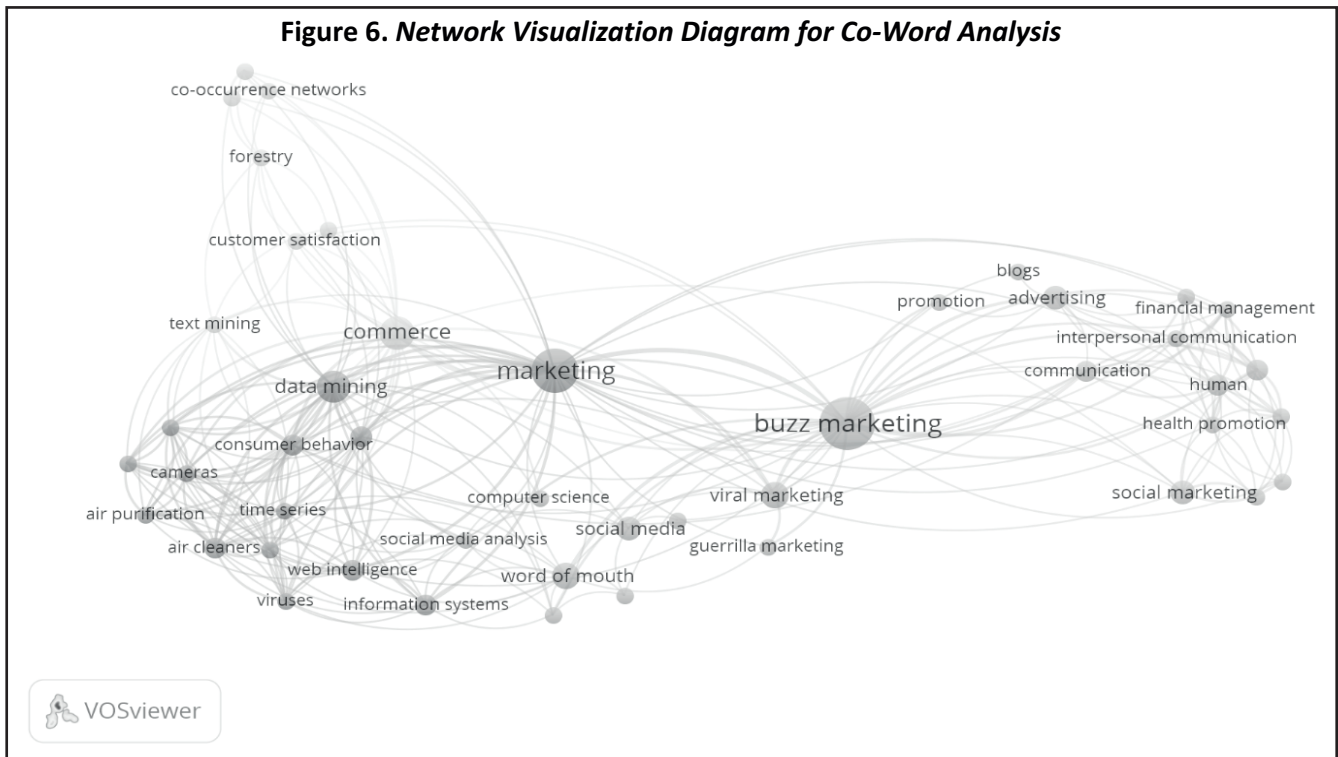 Figure 6. Network Visualization Diagram for Co-Word Analysis
co-occurrence networks
forestry
customer satisfaction
text mining
commerce
data mining
marketing
consumer behavior
cameras
air purification
time series
air cleaners
web intelligence
viruses
information systems
computer science
social media analysis
social media
word of mouth
viral marketing
guerrilla marketing
buzz marketing
blogs
promotion
advertising
financial management
interpersonal communication
communication
human
health promotion
social marketing
VOSviewer